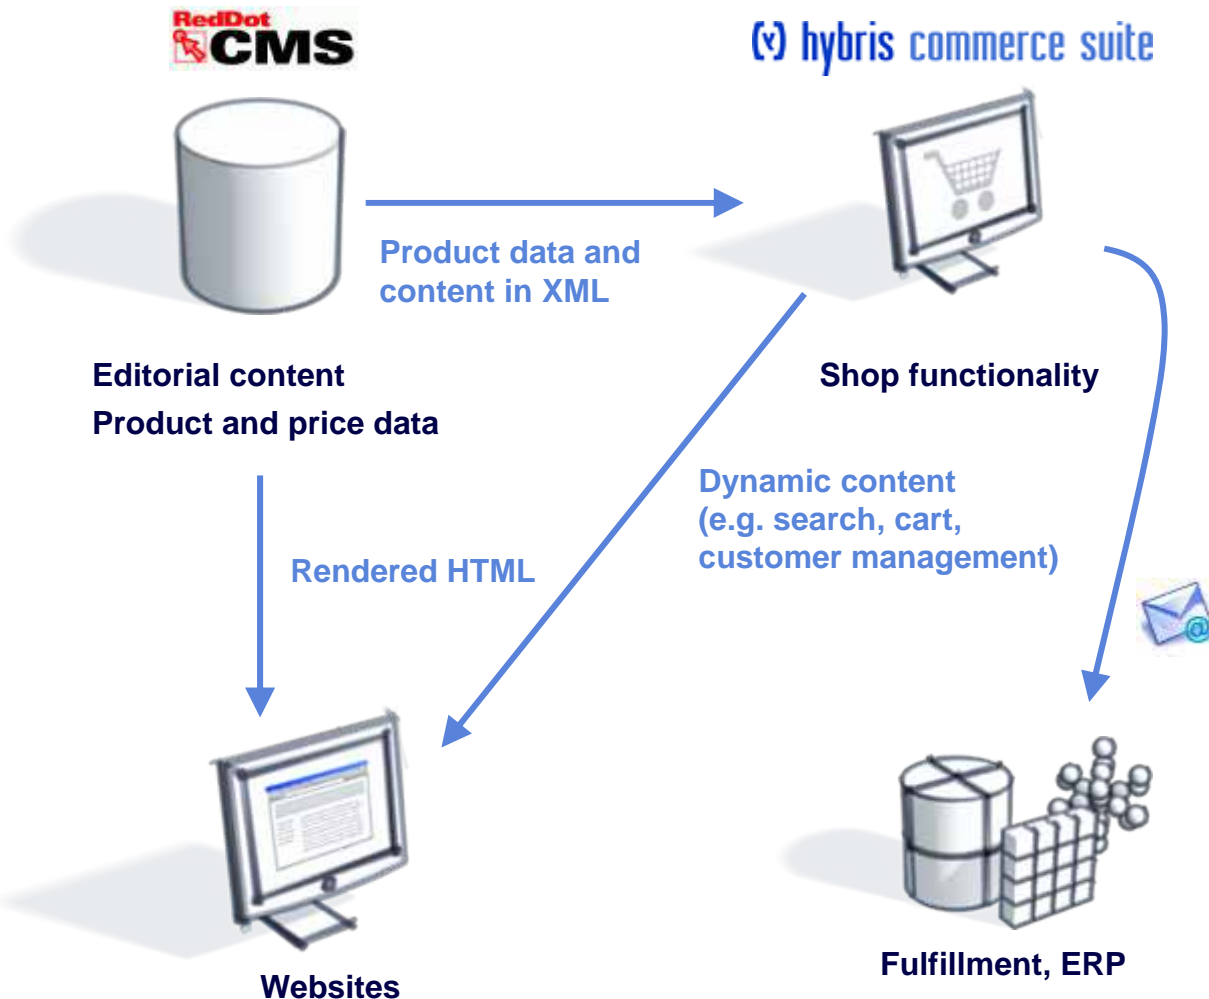 RedDot
CMS
hybris commerce suite
Product data and
content in XML
Editorial content
Product and price data
Shop functionality
Dynamic content
(e.g. search, cart,
customer management)
Rendered HTML
@
Websites
Fulfillment, ERP